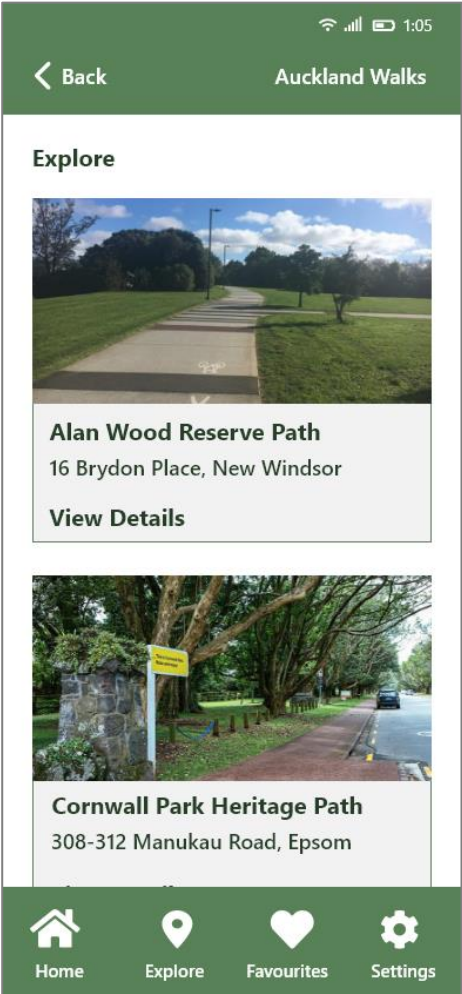 1:05
Back
Auckland Walks
Explore
Alan Wood Reserve Path
16 Brydon Place, New Windsor
View Details
Cornwall Park Heritage Path
308-312 Manukau Road, Epsom
Home
Explore
Favourites
Settings